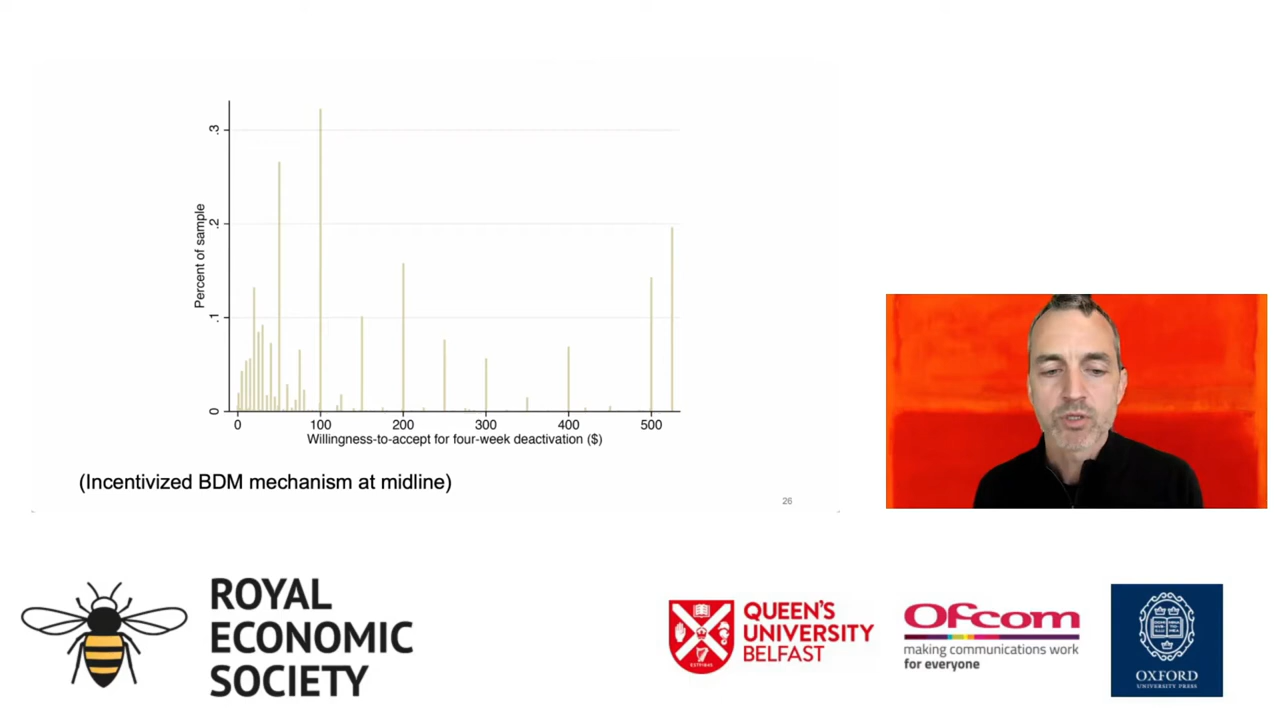 Percent of sample
.3
.2
.1
0
0
100
200
300
400
500
Willingness-to-accept for four-week deactivation ($)
(Incentivized BDM mechanism at midline)
26
ROYAL
ECONOMIC
SOCIETY
QUEEN'S
UNIVERSITY
BELFAST
ESTD1845
Ofcom
making communications work
for everyone
OXFORD
UNIVERSITY PRESS